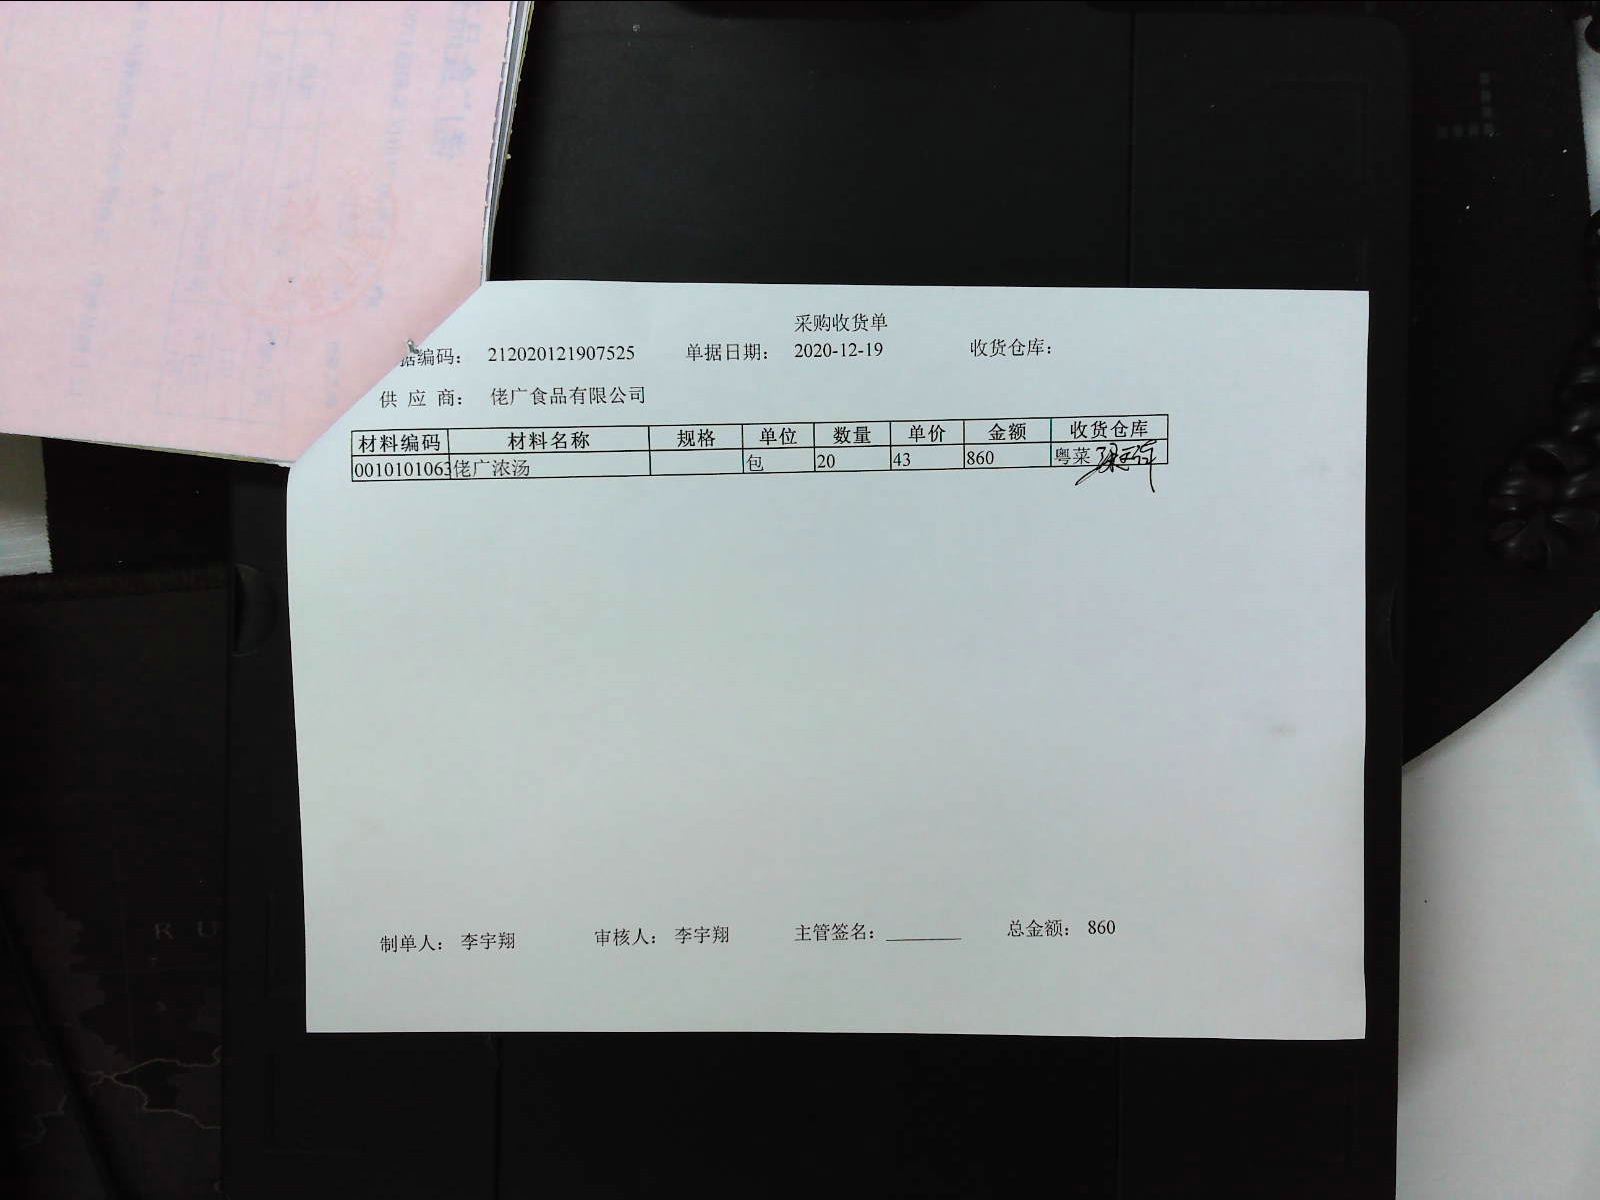 采购收货单
据编码： 212020121907525 单据日期： 2020-12-19 收货仓库：
供 应 商： 佬广食品有限公司
材料编码 材料名称 规格 单位 数量 单价 金额 收货仓库
0010101063 佬广浓汤 包 20 43 860 粤菜
制单人： 李宇翔 审核人： 李宇翔 主管签名：________ 总金额： 860
R U